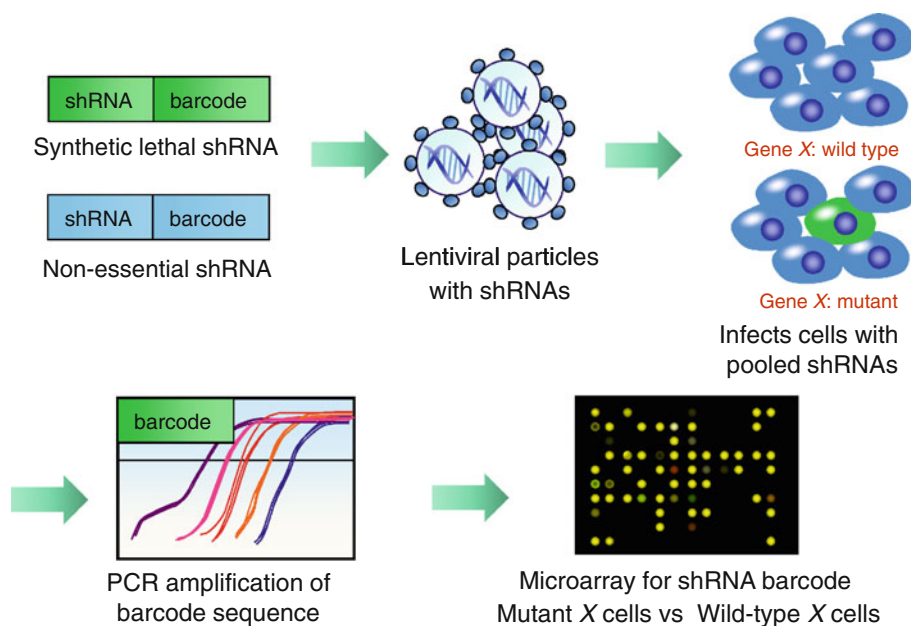 shRNA barcode
Synthetic lethal shRNA
shRNA barcode
Non-essential shRNA
Lentiviral particles
with shRNAs
Gene X: wild type
Gene X: mutant
Infects cells with
pooled shRNAs
barcode
PCR amplification of
barcode sequence
Microarray for shRNA barcode
Mutant X cells vs Wild-type X cells